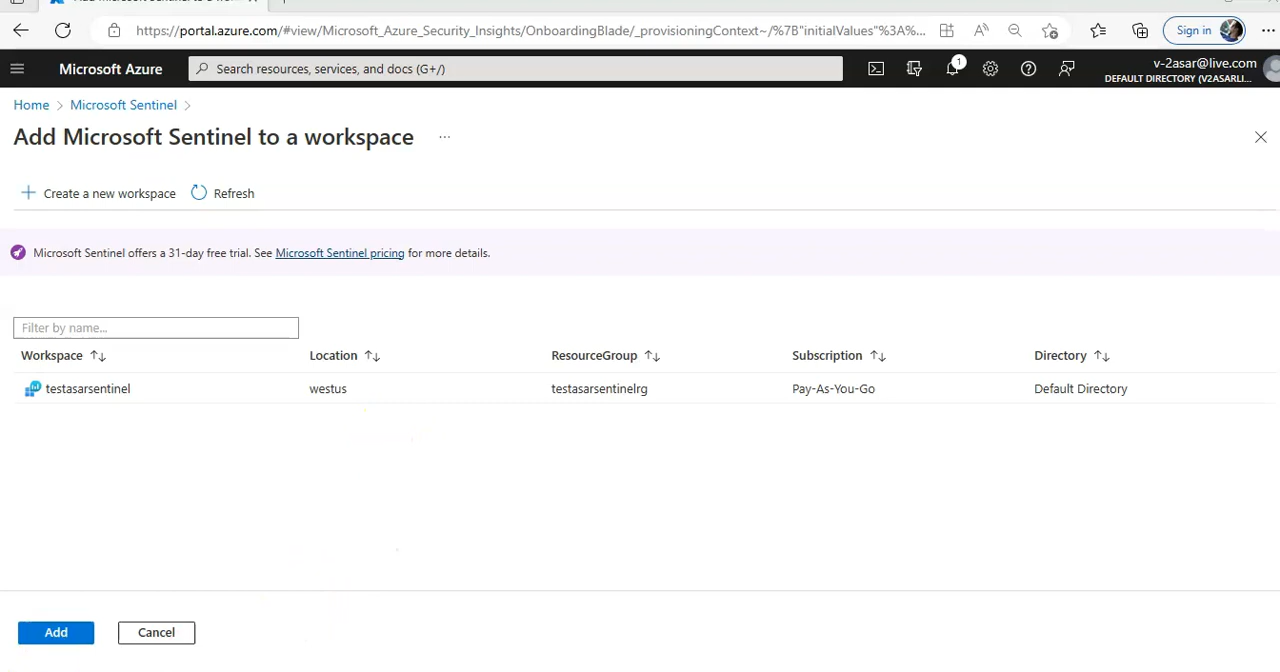 https://portal.azure.com/#view/Microsoft_Azure_Security_Insights/OnboardingBlade/_provisioningContext~/%7B"initialValues"%3A%...
Sign in
Microsoft Azure
Search resources, services, and docs (G+/)
1
v-2asar@live.com
DEFAULT DIRECTORY (V2ASARLI...
Home > Microsoft Sentinel >
Add Microsoft Sentinel to a workspace ...
Create a new workspace
Refresh
Microsoft Sentinel offers a 31-day free trial. See Microsoft Sentinel pricing for more details.
Filter by name...
Workspace Location ResourceGroup Subscription Directory
testasarsentinel westus testasarsentinelrg Pay-As-You-Go Default Directory
Add
Cancel